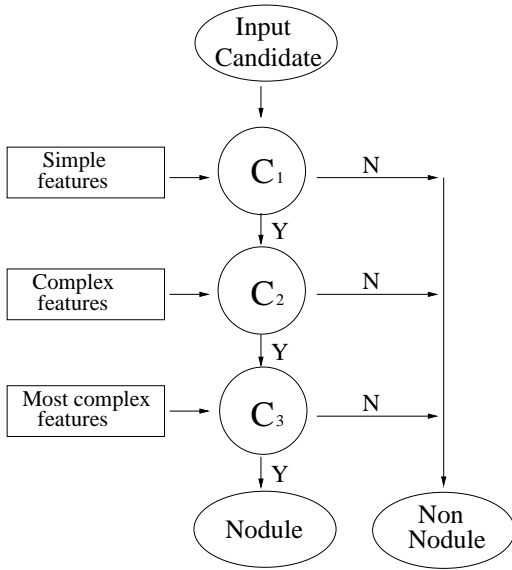 Input
Candidate
Simple
features
C1
N
Y
Complex
features
C2
N
Y
Most complex
features
C3
N
Y
Nodule
Non
Nodule